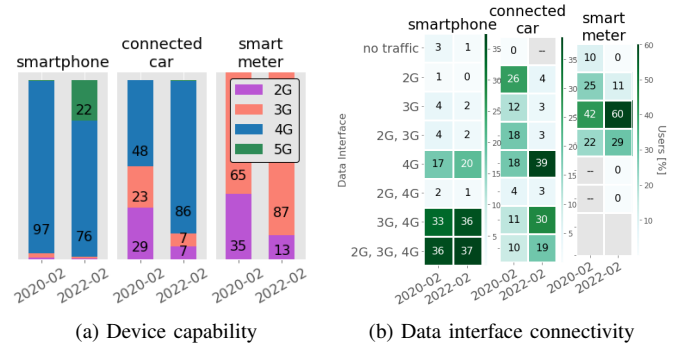 smartphone
connected
car
smart
meter
2G
3G
4G
5G
97
22
76
48
23
29
86
7
7
65
35
87
13
2020-02
2022-02
2020-02
2022-02
2020-02
2022-02
(a) Device capability
smartphone
connected
car
smart
meter
Data Interface
no traffic 3 1 0 -- 10 0
2G 1 0 26 4 25 11
3G 4 2 12 3 42 60
2G, 3G 4 2 18 3 22 29
4G 17 20 18 39 -- 0
2G, 4G 2 1 4 3 -- 0
3G, 4G 33 36 11 30
2G, 3G, 4G 36 37 10 19
35
30
25
20
15
10
5
35
30
25
20
15
10
5
60
50
40
30
20
10
Users [%]
2020-02
2022-02
2020-02
2022-02
2020-02
2022-02
(b) Data interface connectivity